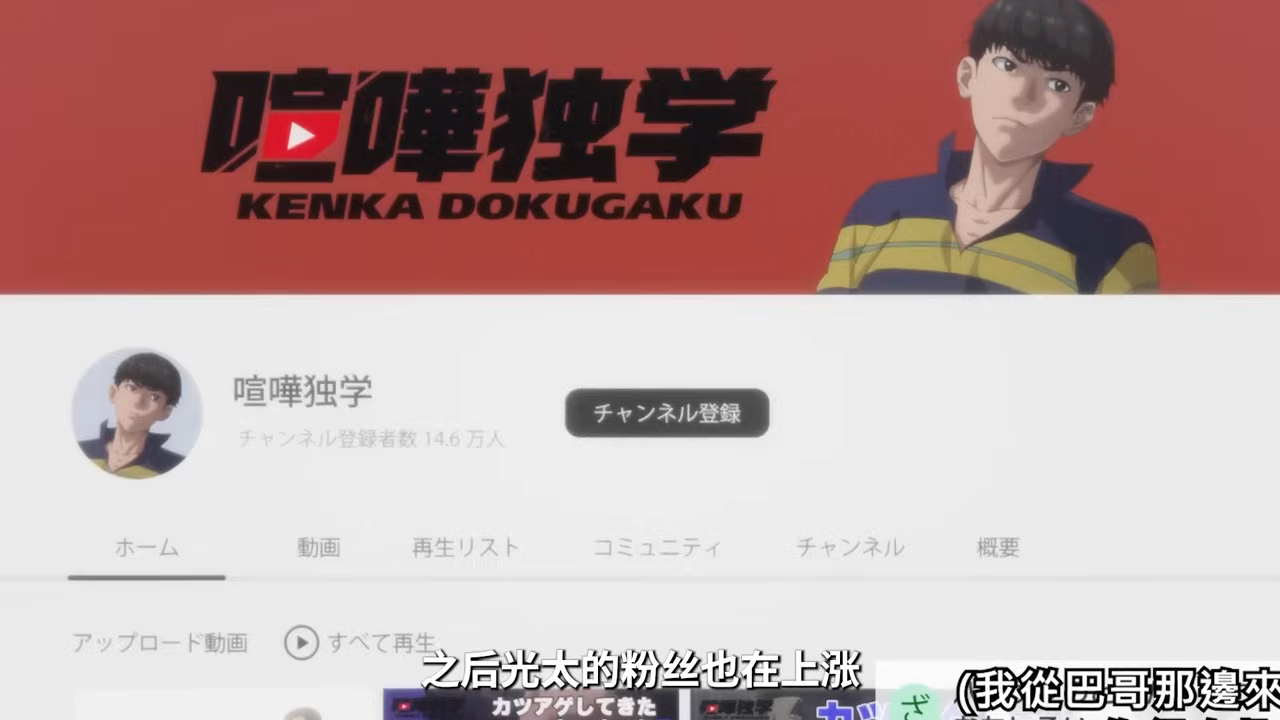 喧嘩独学
KENKA DOKUGAKU
喧嘩独学
チャンネル登録
チャンネル登録者数 14.6 万人
ホーム
動画
再生リスト
コミュニティ
チャンネル
概要
アップロード動画
すべて再生
之后光太的粉丝也在上涨
(我從巴哥那邊來
カツアゲしてきた
カツ